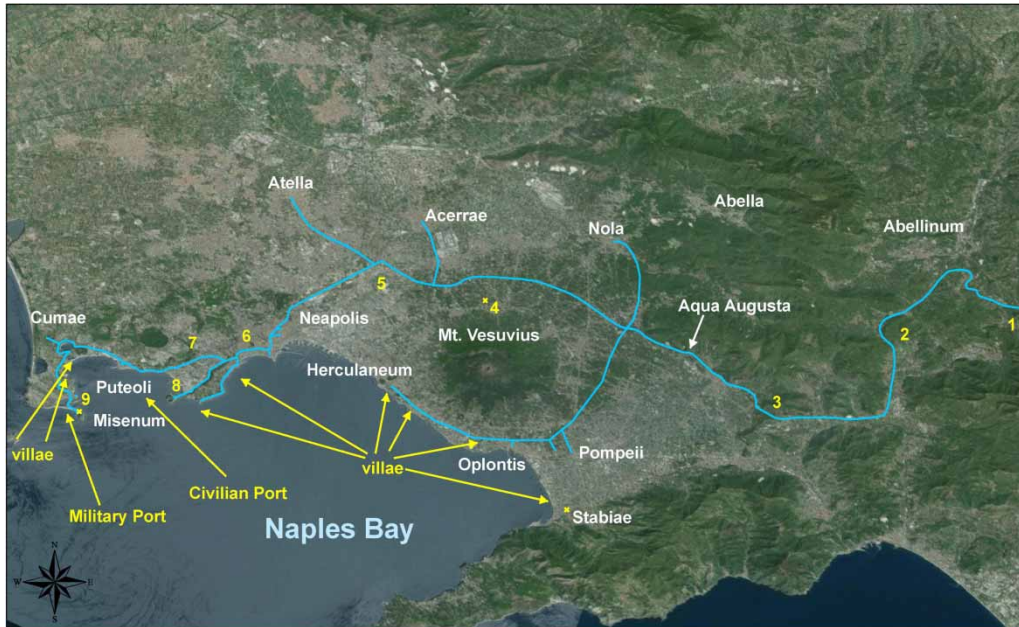 Atella
Acerrae
Abella
Nola
Abellinum
5
4
Aqua Augusta
1
Cumae
Neapolis
6
2
7
Mt. Vesuvius
Herculaneum
Puteoli
8
9
3
Misenum
villae
villae
Oplontis
Pompeii
Civilian Port
Military Port
Stabiae
Naples Bay
N
W
E
S